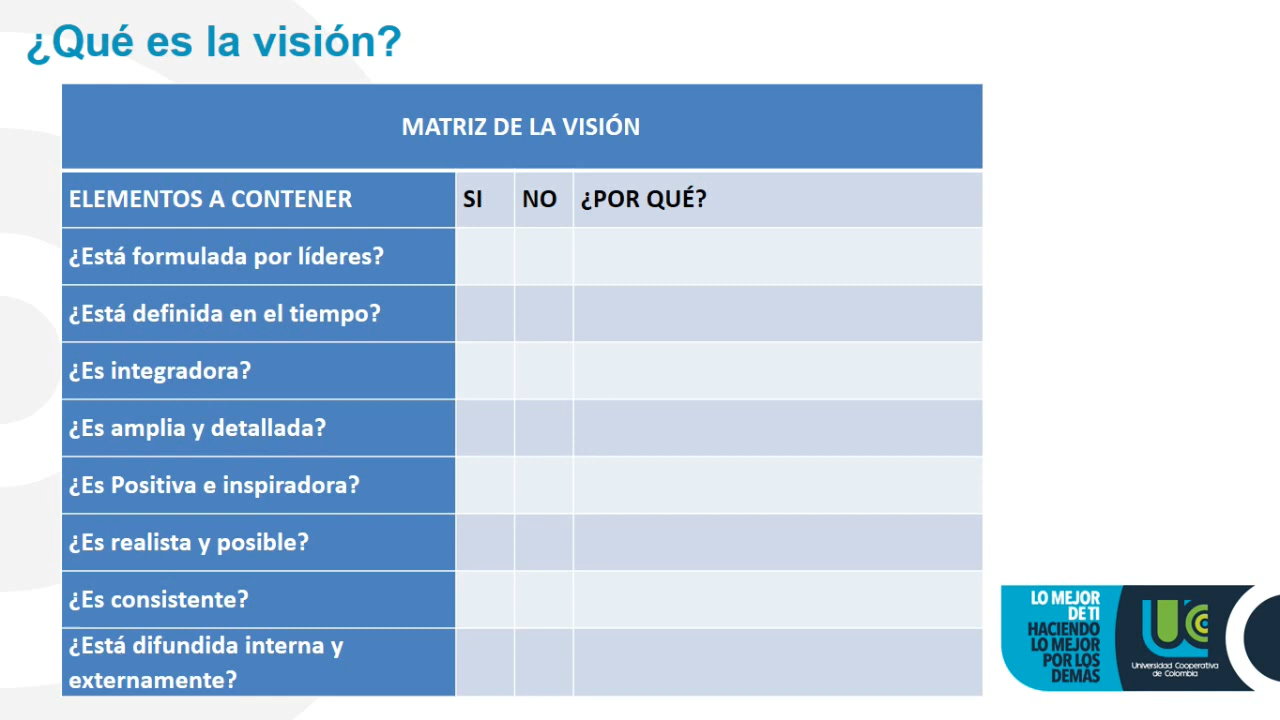 ¿Qué es la visión?
MATRIZ DE LA VISIÓN
ELEMENTOS A CONTENER SI NO ¿POR QUÉ?
¿Está formulada por líderes?
¿Está definida en el tiempo?
¿Es integradora?
¿Es amplia y detallada?
¿Es Positiva e inspiradora?
¿Es realista y posible?
¿Es consistente?
¿Está difundida interna y
externamente?
LO MEJOR
DE TI
HACIENDO
LO MEJOR
POR LOS
DEMÁS
UC
Universidad Cooperativa
de Colombia